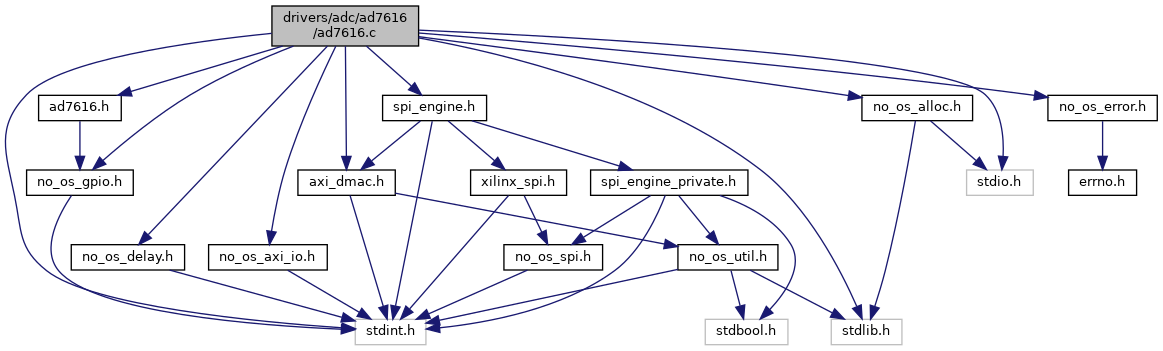 drivers/adc/ad7616
/ad7616.c
ad7616.h
spi_engine.h
no_os_alloc.h
no_os_error.h
no_os_gpio.h
axi_dmac.h
xilinx_spi.h
spi_engine_private.h
stdio.h
errno.h
no_os_delay.h
no_os_axi_io.h
no_os_spi.h
no_os_util.h
stdint.h
stdbool.h
stdlib.h